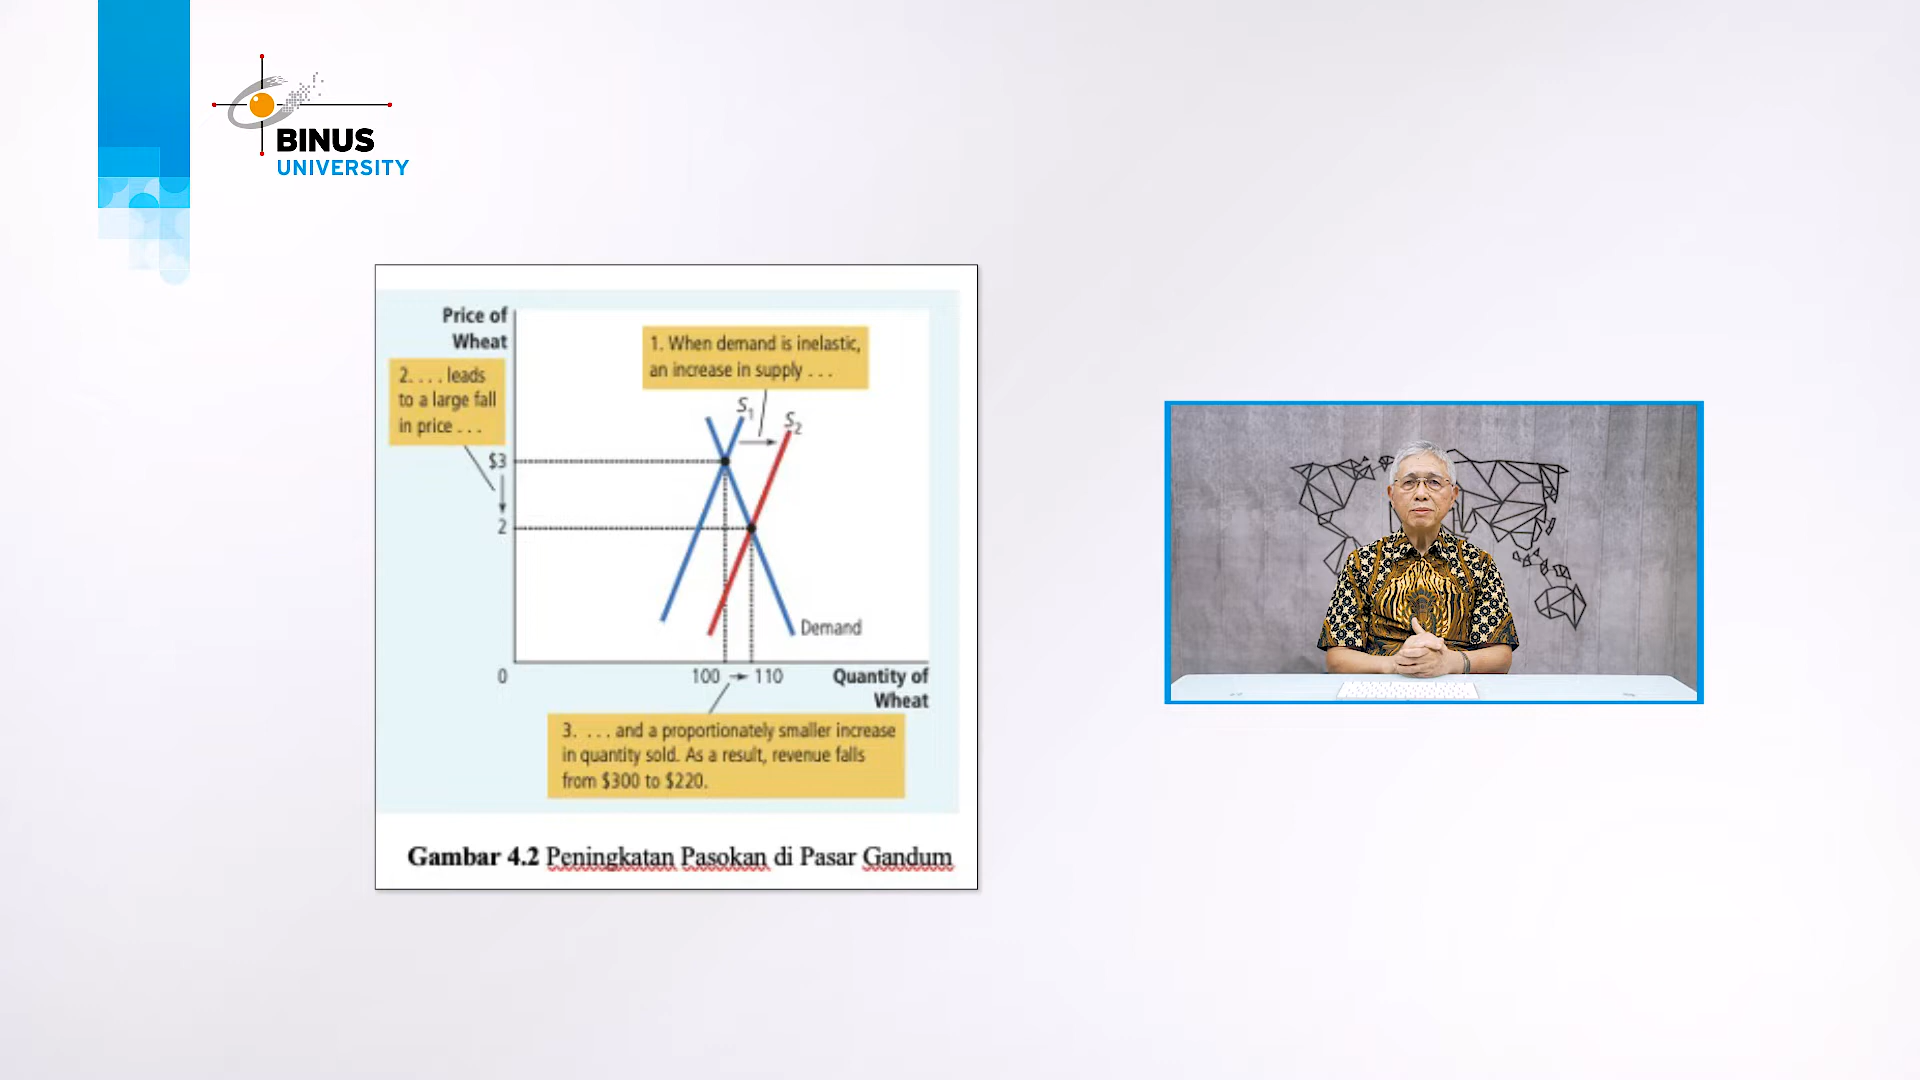 BINUS
UNIVERSITY
Price of
Wheat
1. When demand is inelastic,
an increase in supply . . .
2. . . . leads
to a large fall
in price . . .
S1
S2
$3
2
Demand
0
100
110
Quantity of
Wheat
3. . . . and a proportionately smaller increase
in quantity sold. As a result, revenue falls
from $300 to $220.
Gambar 4.2 Peningkatan Pasokan di Pasar Gandum